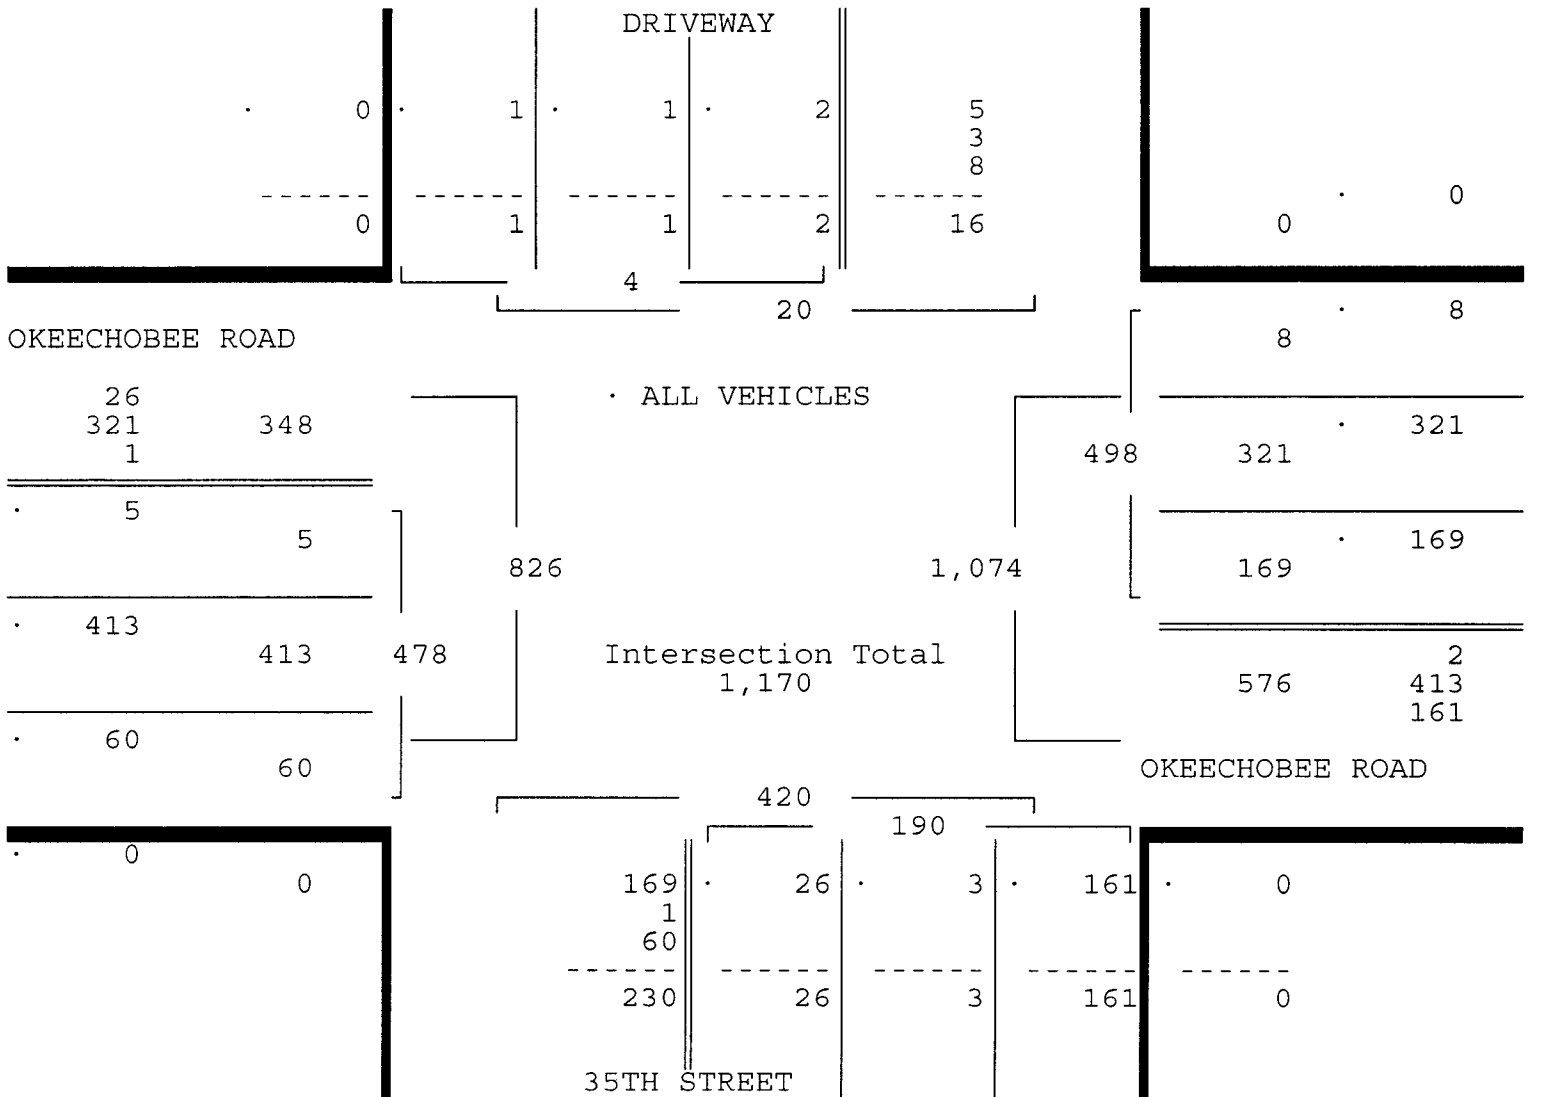 DRIVEWAY
· 0 · 1 · 1 · 2 5
3
8
------ ------ ------ ------ ------ · 0
0 1 1 2 16 0
4
20 · 8
OKEECHOBEE ROAD 8
26 · ALL VEHICLES
321 348 · 321
1 498 321
· 5
5 · 169
826 1,074 169
· 413
413 478 Intersection Total 2
1,170 576 413
161
· 60
60 OKEECHOBEE ROAD
420
190
· 0
0 169 · 26 · 3 · 161 · 0
1
60
------ ------ ------ ------ ------
230 26 3 161 0
35TH STREET